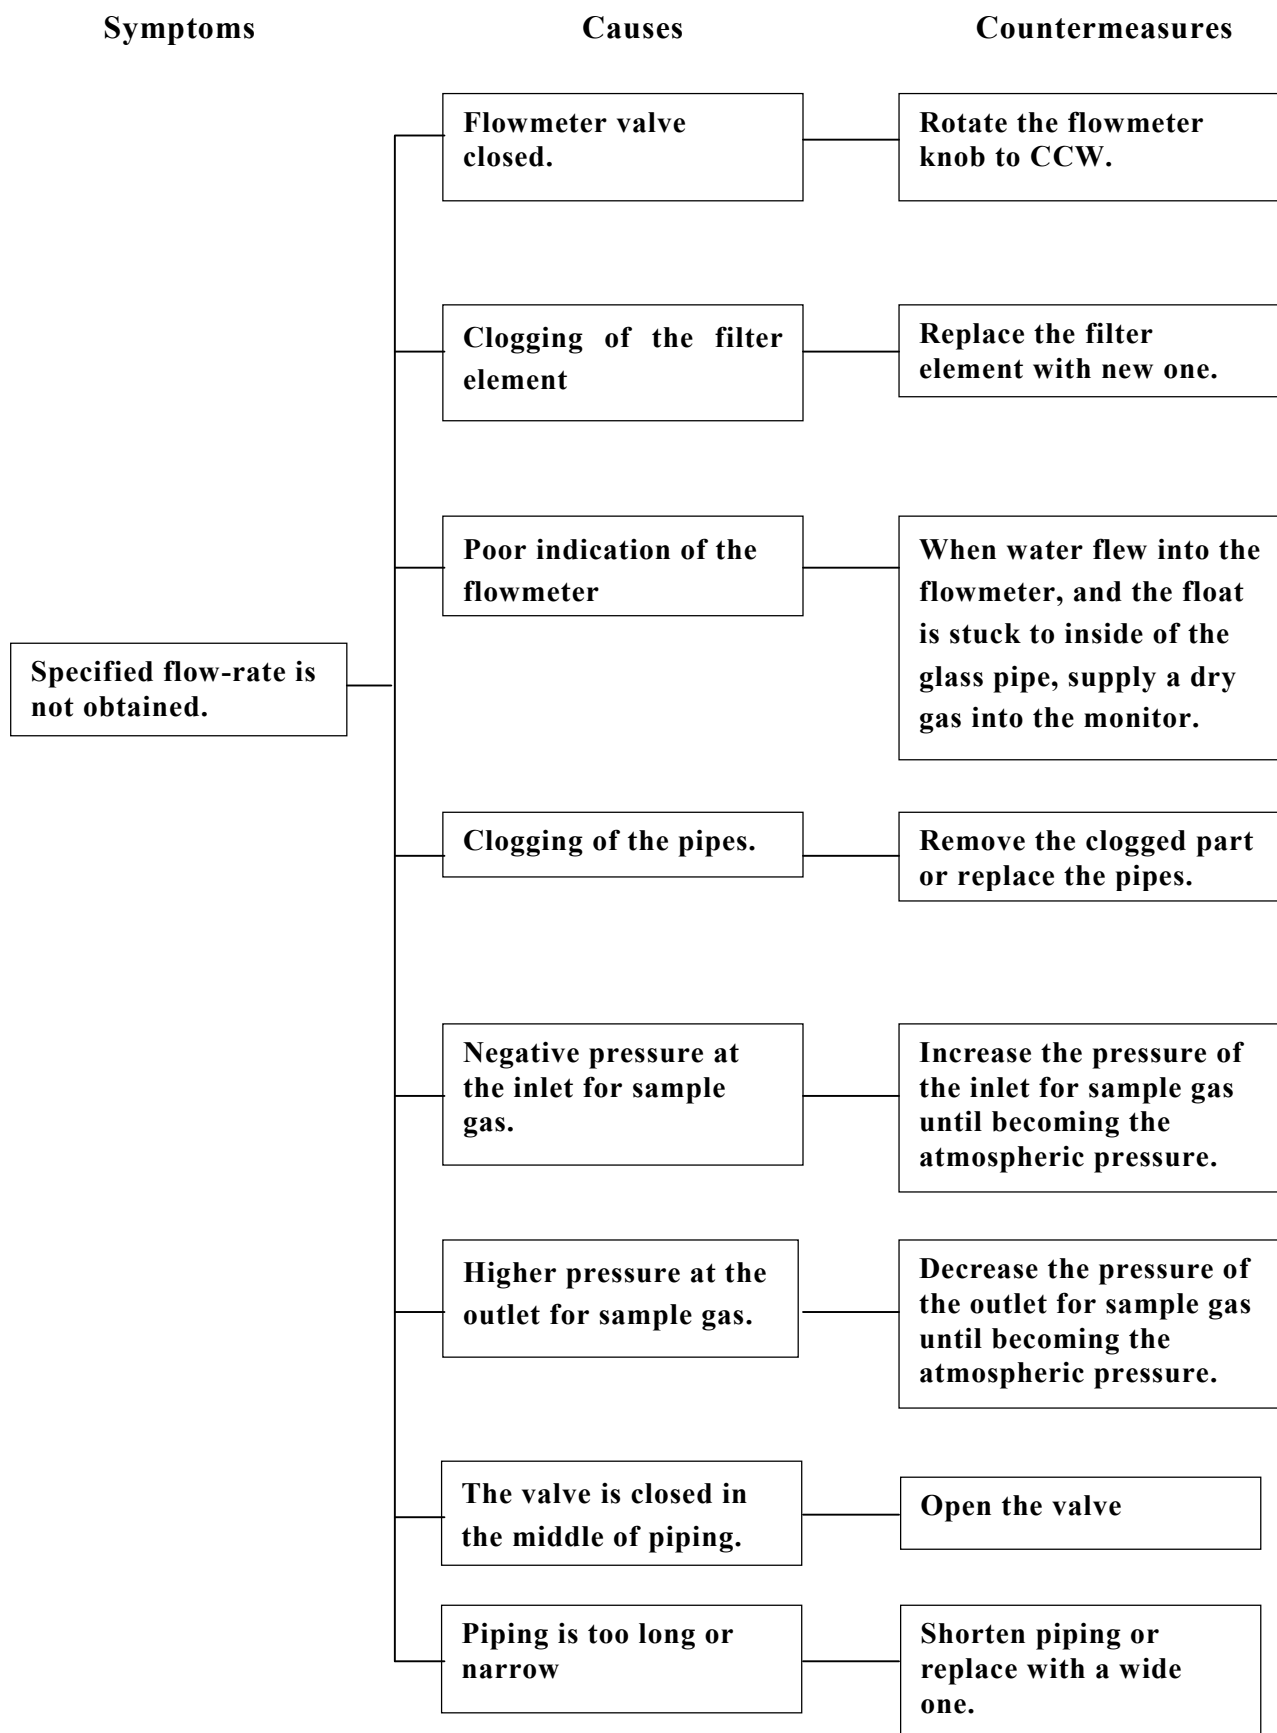 Symptoms
Causes
Countermeasures
Flowmeter valve
closed.
Rotate the flowmeter
knob to CCW.
Clogging of the filter
element
Replace the filter
element with new one.
Poor indication of the
flowmeter
When water flew into the
flowmeter, and the float
is stuck to inside of the
glass pipe, supply a dry
gas into the monitor.
Specified flow-rate is
not obtained.
Clogging of the pipes.
Remove the clogged part
or replace the pipes.
Negative pressure at
the inlet for sample
gas.
Increase the pressure of
the inlet for sample gas
until becoming the
atmospheric pressure.
Higher pressure at the
outlet for sample gas.
Decrease the pressure of
the outlet for sample gas
until becoming the
atmospheric pressure.
The valve is closed in
the middle of piping.
Open the valve
Piping is too long or
narrow
Shorten piping or
replace with a wide
one.